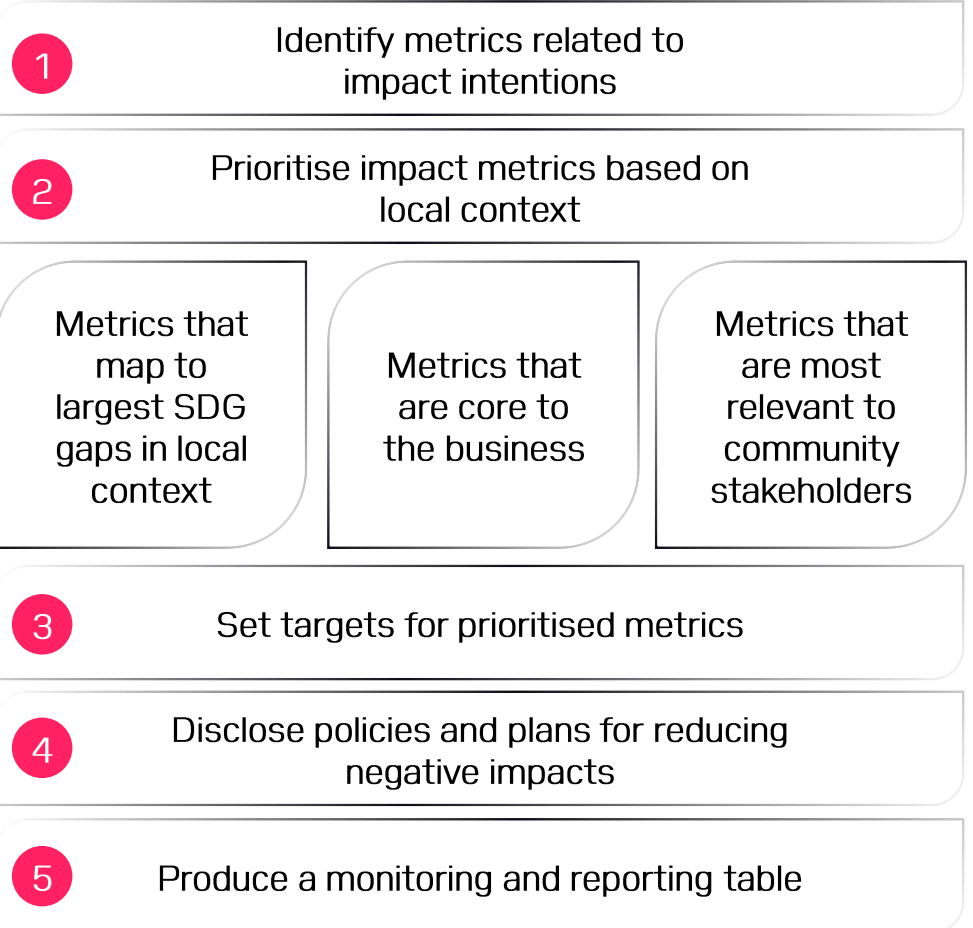 1
Identify metrics related to
impact intentions
2
Prioritise impact metrics based on
local context
Metrics that
map to
largest SDG
gaps in local
context
Metrics that
are core to
the business
Metrics that
are most
relevant to
community
stakeholders
3
Set targets for prioritised metrics
4
Disclose policies and plans for reducing
negative impacts
5
Produce a monitoring and reporting table